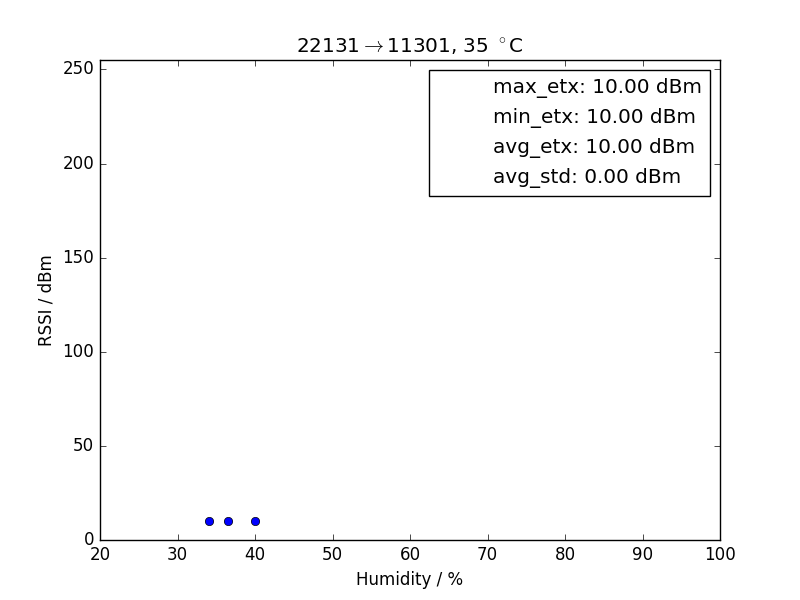 22131→11301, 35 °C
max_etx: 10.00 dBm
min_etx: 10.00 dBm
avg_etx: 10.00 dBm
avg_std: 0.00 dBm
RSSI / dBm
250
200
150
100
50
0
20 30 40 50 60 70 80 90 100
Humidity / %